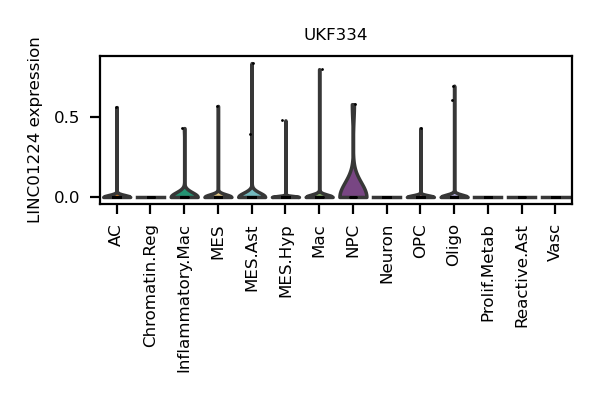 UKF334
LINC01224 expression
0.5
0.0
AC
Chromatin.Reg
Inflammatory.Mac
MES
MES.Ast
MES.Hyp
Mac
NPC
Neuron
OPC
Oligo
Prolif.Metab
Reactive.Ast
Vasc